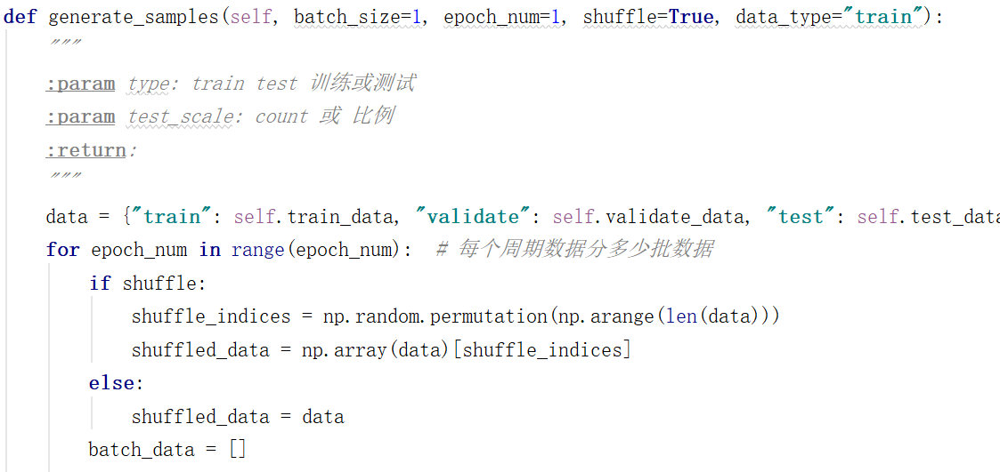 def generate_samples(self, batch_size=1, epoch_num=1, shuffle=True, data_type="train"):
"""
:param type: train test 训练或测试
:param test_scale: count 或 比例
:return:
"""
data = {"train": self.train_data, "validate": self.validate_data, "test": self.test_data
for epoch_num in range(epoch_num):  # 每个周期数据分多少批数据
if shuffle:
shuffle_indices = np.random.permutation(np.arange(len(data)))
shuffled_data = np.array(data)[shuffle_indices]
else:
shuffled_data = data
batch_data = []